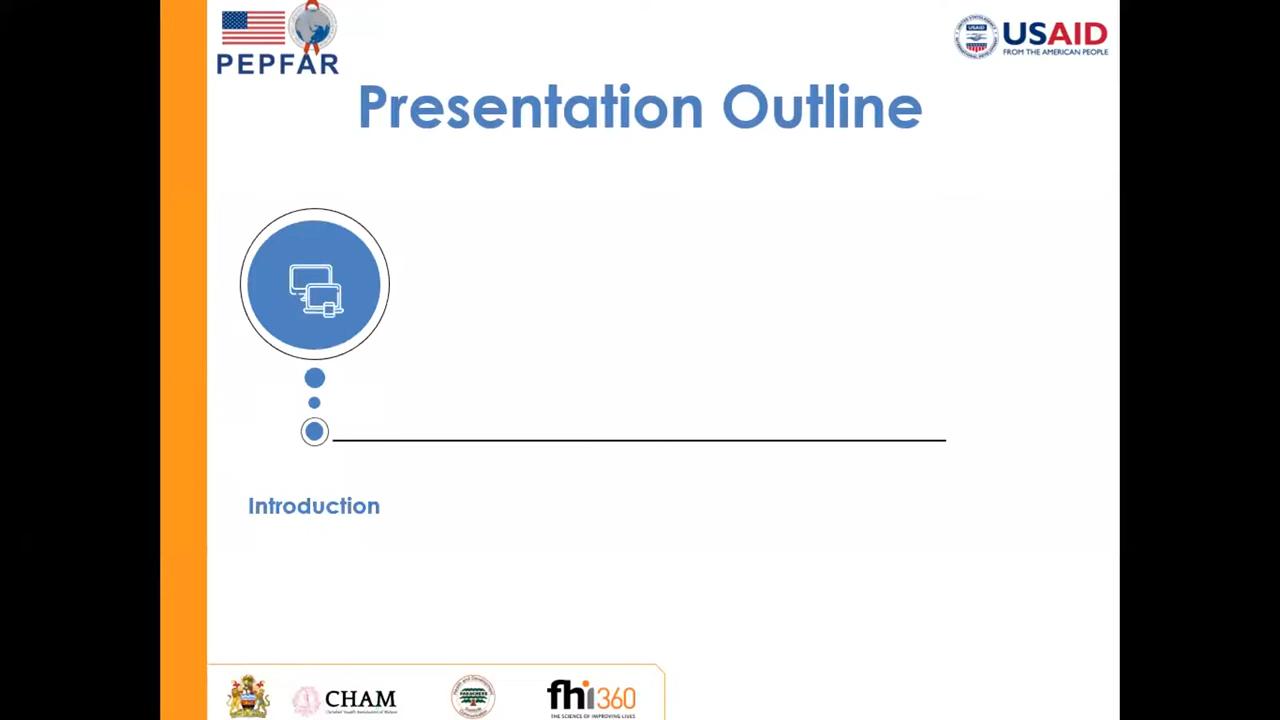 PEPFAR
USAID
FROM THE AMERICAN PEOPLE
Presentation Outline
Introduction
CHAM
fhi360
THE SCIENCE OF IMPROVING LIVES